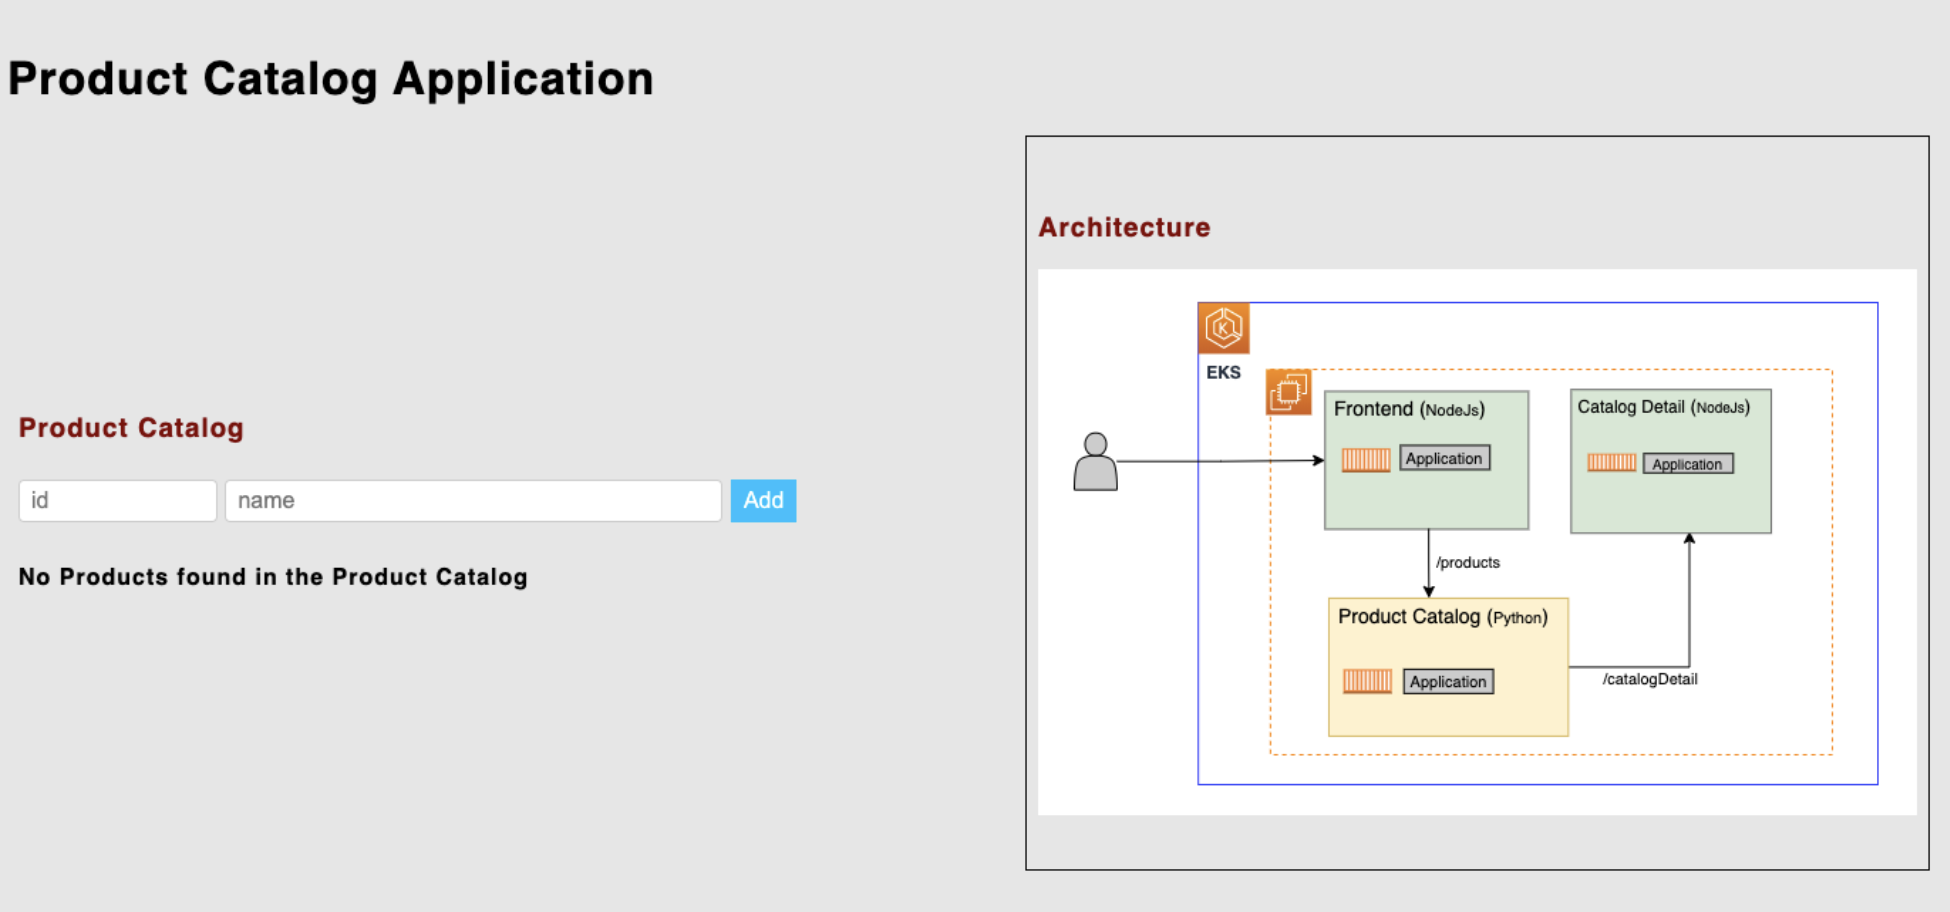 Product Catalog Application
Product Catalog
id
name
Add
No Products found in the Product Catalog
Architecture
K
EKS
Frontend (NodeJs)
Application
Catalog Detail (NodeJs)
Application
/products
Product Catalog (Python)
Application
/catalogDetail